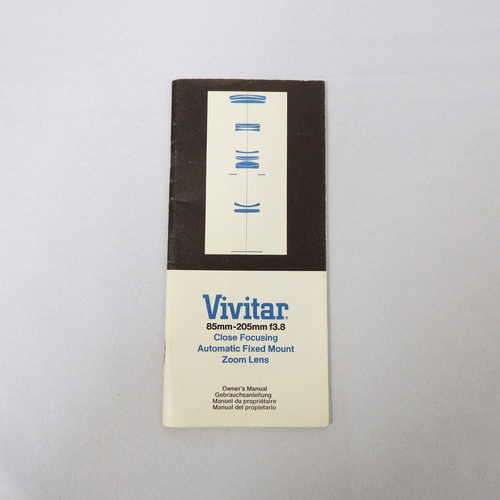 Vivitar®
85mm-205mm f3.8
Close Focusing
Automatic Fixed Mount
Zoom Lens
Owner's Manual
Gebrauchsanleitung
Manuel du propriétaire
Manual del propietario